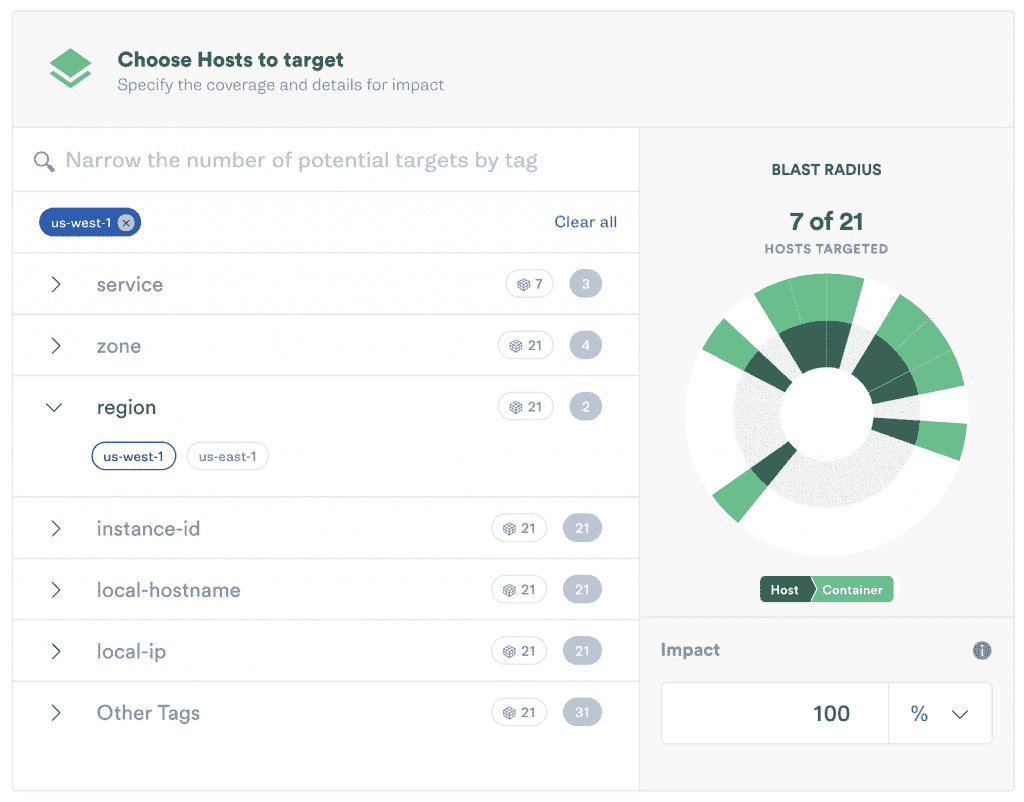 Choose Hosts to target
Specify the coverage and details for impact
Narrow the number of potential targets by tag
us-west-1
Clear all
service 7 3
zone 21 4
region 21 2
us-west-1 us-east-1
instance-id 21 21
local-hostname 21 21
local-ip 21 21
Other Tags 21 31
BLAST RADIUS
7 of 21
HOSTS TARGETED
Host Container
Impact
100 %